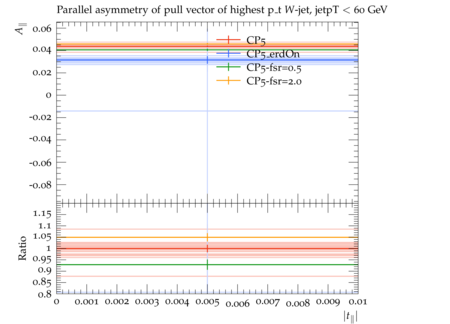 Parallel asymmetry of pull vector of highest p_t W-jet, jetpT < 60 GeV
A∥
0.06
0.04
0.02
0
-0.02
-0.04
-0.06
-0.08
CP5
CP5_erdOn
CP5-fsr=0.5
CP5-fsr=2.0
Ratio
1.15
1.1
1.05
1
0.95
0.9
0.85
0.8
0 0.001 0.002 0.003 0.004 0.005 0.006 0.007 0.008 0.009 0.01
|t∥|